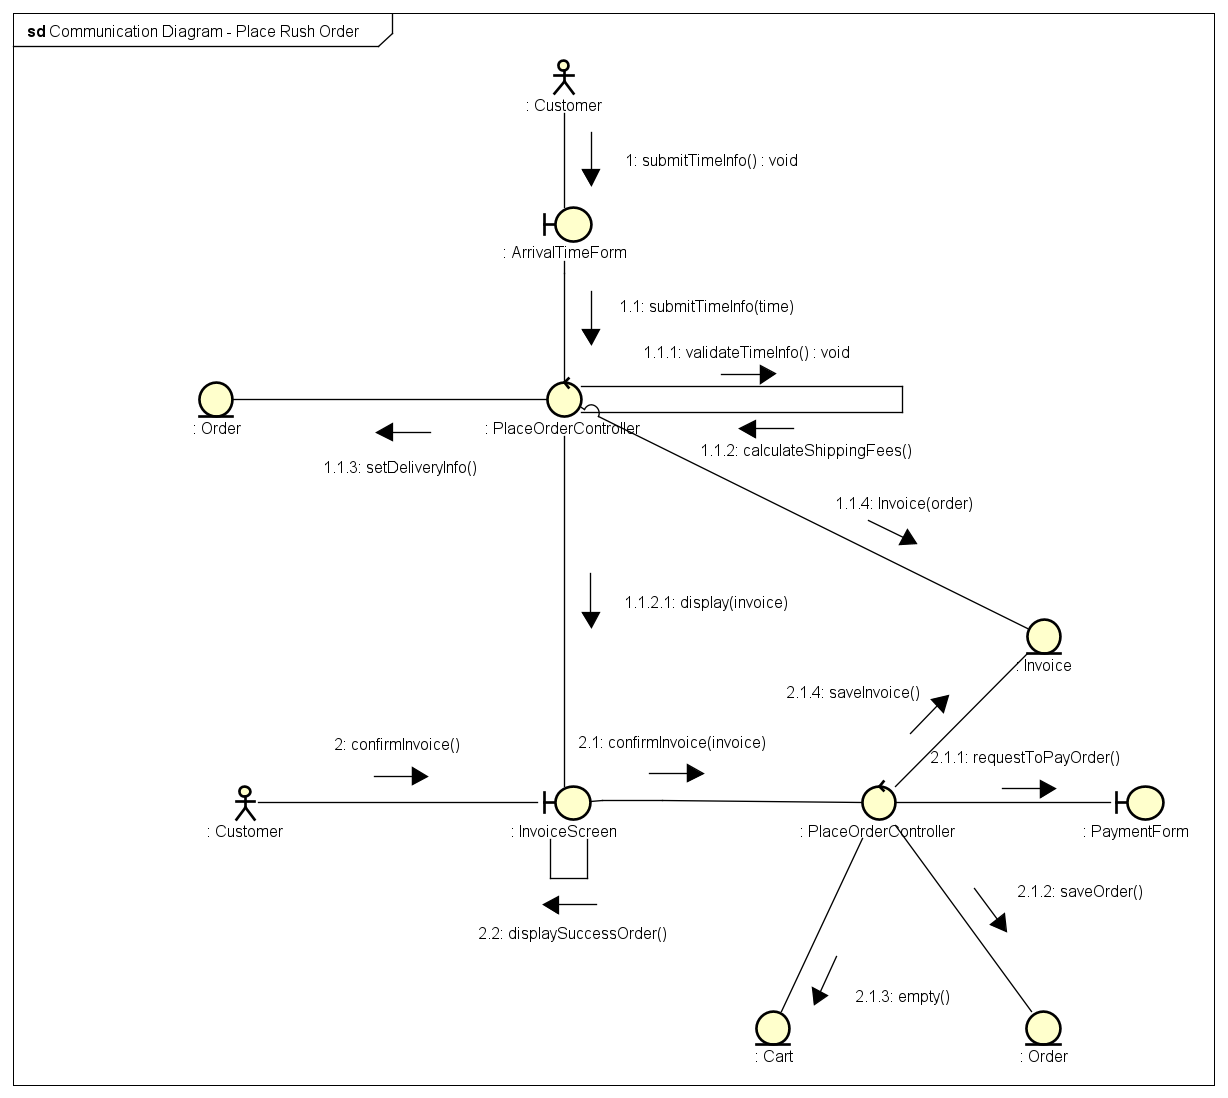 sd Communication Diagram - Place Rush Order
: Customer
1: submitTimeInfo() : void
: ArrivalTimeForm
1.1: submitTimeInfo(time)
1.1.1: validateTimeInfo() : void
: Order
: PlaceOrderController
1.1.2: calculateShippingFees()
1.1.3: setDeliveryInfo()
1.1.4: Invoice(order)
1.1.2.1: display(invoice)
: Invoice
2.1.4: saveInvoice()
2: confirmInvoice()
2.1: confirmInvoice(invoice)
2.1.1: requestToPayOrder()
: Customer
: InvoiceScreen
: PlaceOrderController
: PaymentForm
2.1.2: saveOrder()
2.2: displaySuccessOrder()
2.1.3: empty()
: Cart
: Order